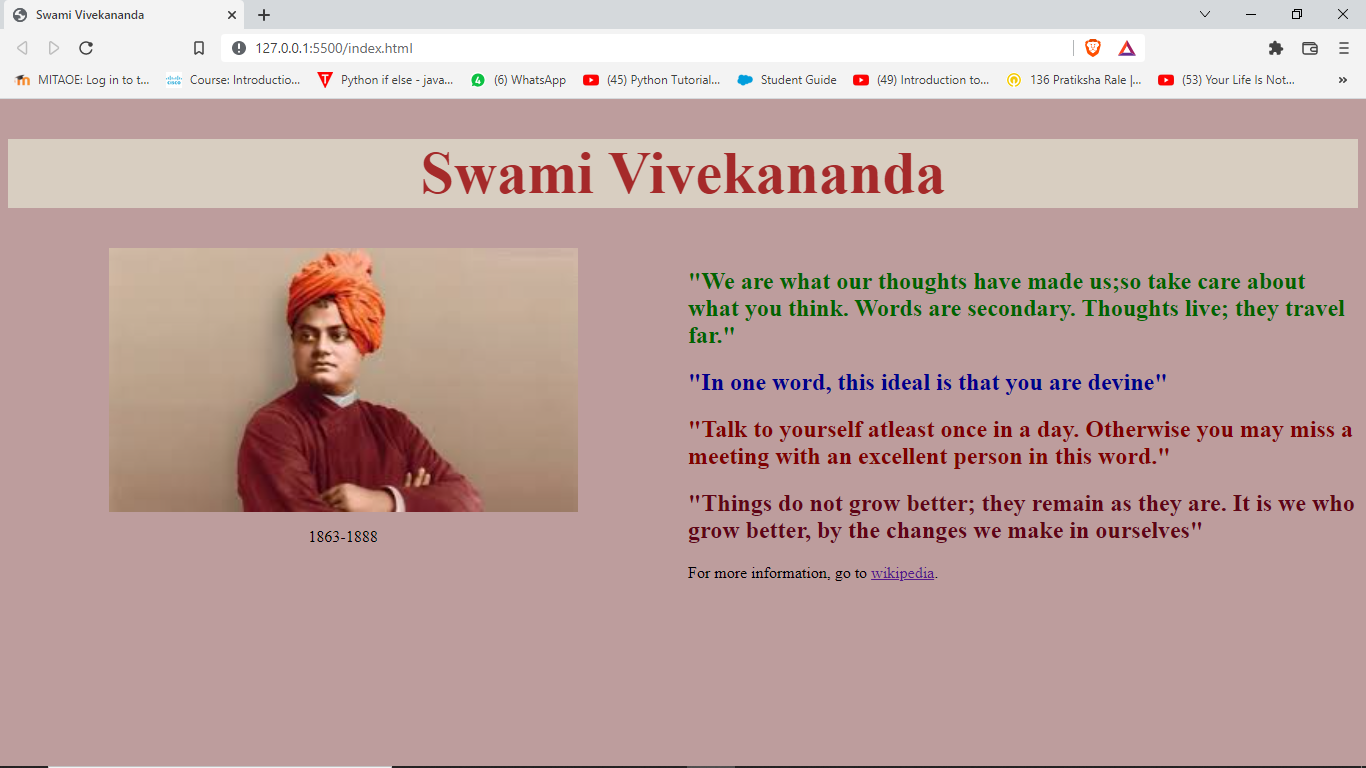 Swami Vivekananda
127.0.0.1:5500/index.html
MITAOE: Log in to t...
Course: Introductio...
Python if else - java...
(6) WhatsApp
(45) Python Tutorial...
Student Guide
(49) Introduction to...
136 Pratiksha Rale |...
(53) Your Life Is Not...
»
Swami Vivekananda
1863-1888
"We are what our thoughts have made us;so take care about
what you think. Words are secondary. Thoughts live; they travel
far."
"In one word, this ideal is that you are devine"
"Talk to yourself atleast once in a day. Otherwise you may miss a
meeting with an excellent person in this word."
"Things do not grow better; they remain as they are. It is we who
grow better, by the changes we make in ourselves"
For more information, go to wikipedia.